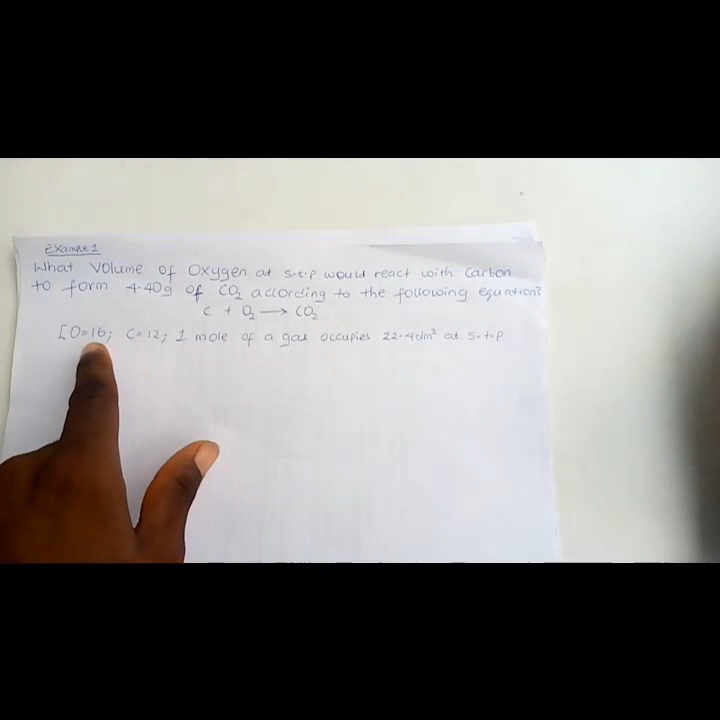 Example 1
What Volume of Oxygen at s.t.p would react with Carbon
to form 4.40g of CO₂ according to the following equation?
C + O₂ → CO₂
[O=16; C=12; 1 mole of a gas occupies 22.4dm³ at s.t.p